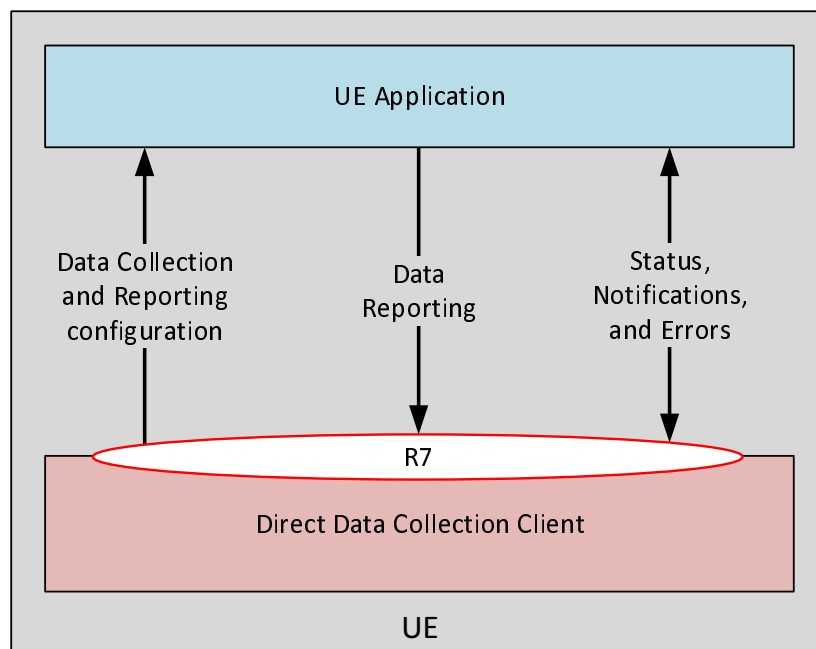 UE Application
Data Collection
and Reporting
configuration
Data
Reporting
Status,
Notifications,
and Errors
R7
Direct Data Collection Client
UE